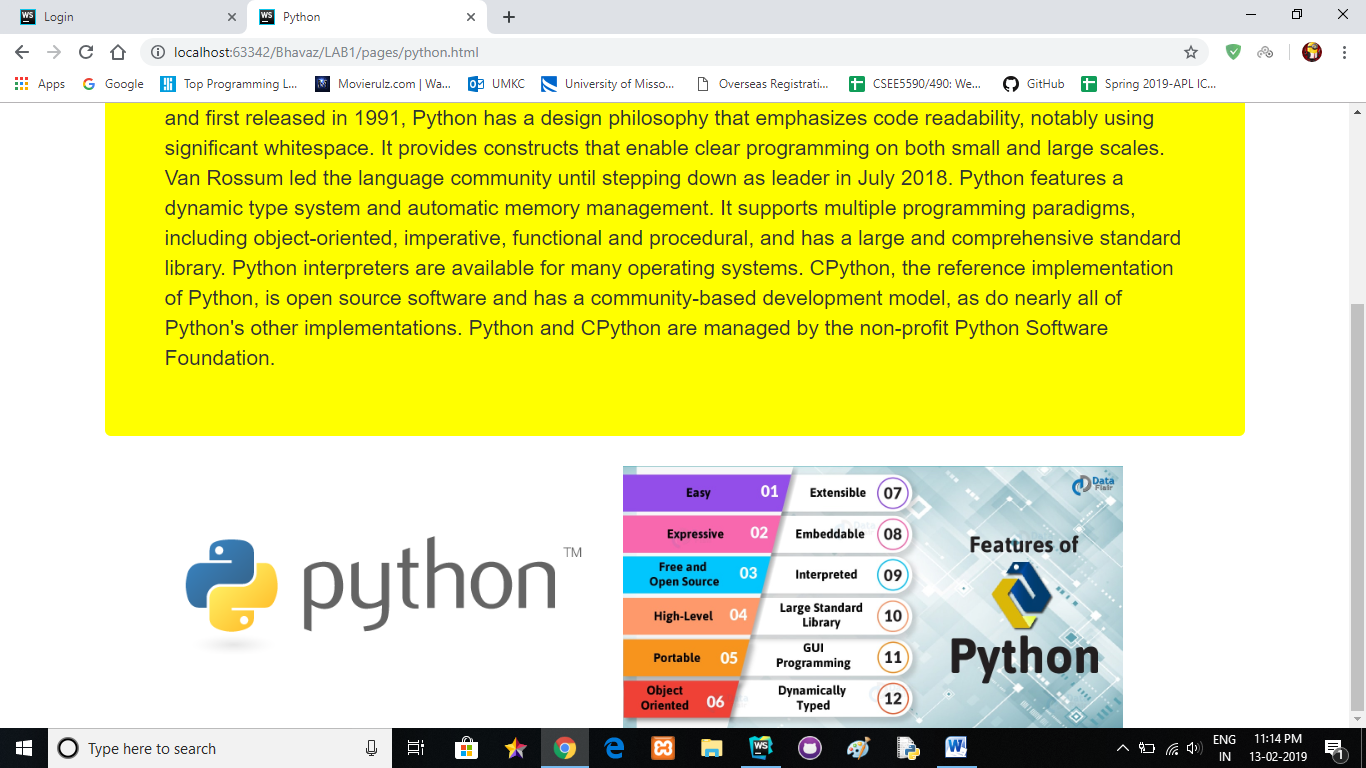 Login
Python
localhost:63342/Bhavaz/LAB1/pages/python.html
Apps Google Top Programming L... Movierulz.com | Wa... UMKC University of Misso... Overseas Registrati... CSEE5590/490: We... GitHub Spring 2019-APL IC...
and first released in 1991, Python has a design philosophy that emphasizes code readability, notably using
significant whitespace. It provides constructs that enable clear programming on both small and large scales.
Van Rossum led the language community until stepping down as leader in July 2018. Python features a
dynamic type system and automatic memory management. It supports multiple programming paradigms,
including object-oriented, imperative, functional and procedural, and has a large and comprehensive standard
library. Python interpreters are available for many operating systems. CPython, the reference implementation
of Python, is open source software and has a community-based development model, as do nearly all of
Python's other implementations. Python and CPython are managed by the non-profit Python Software
Foundation.
python TM
Easy 01
Expressive 02
Free and
Open Source 03
High-Level 04
Portable 05
Object
Oriented 06
Extensible 07
Embeddable 08
Interpreted 09
Large Standard
Library 10
GUI
Programming 11
Dynamically
Typed 12
Data
Flair
Features of
Python
Type here to search
ENG
IN
11:14 PM
13-02-2019
1